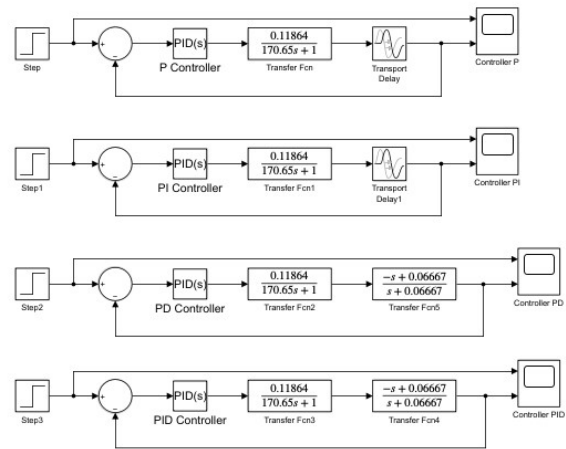 Step
+
−
PID(s)
P Controller
0.11864
170.65s + 1
Transfer Fcn
Transport
Delay
Controller P
Step1
+
−
PID(s)
PI Controller
0.11864
170.65s + 1
Transfer Fcn1
Transport
Delay1
Controller PI
Step2
+
−
PID(s)
PD Controller
0.11864
170.65s + 1
Transfer Fcn2
−s + 0.06667
s + 0.06667
Transfer Fcn5
Controller PD
Step3
+
−
PID(s)
PID Controller
0.11864
170.65s + 1
Transfer Fcn3
−s + 0.06667
s + 0.06667
Transfer Fcn4
Controller PID